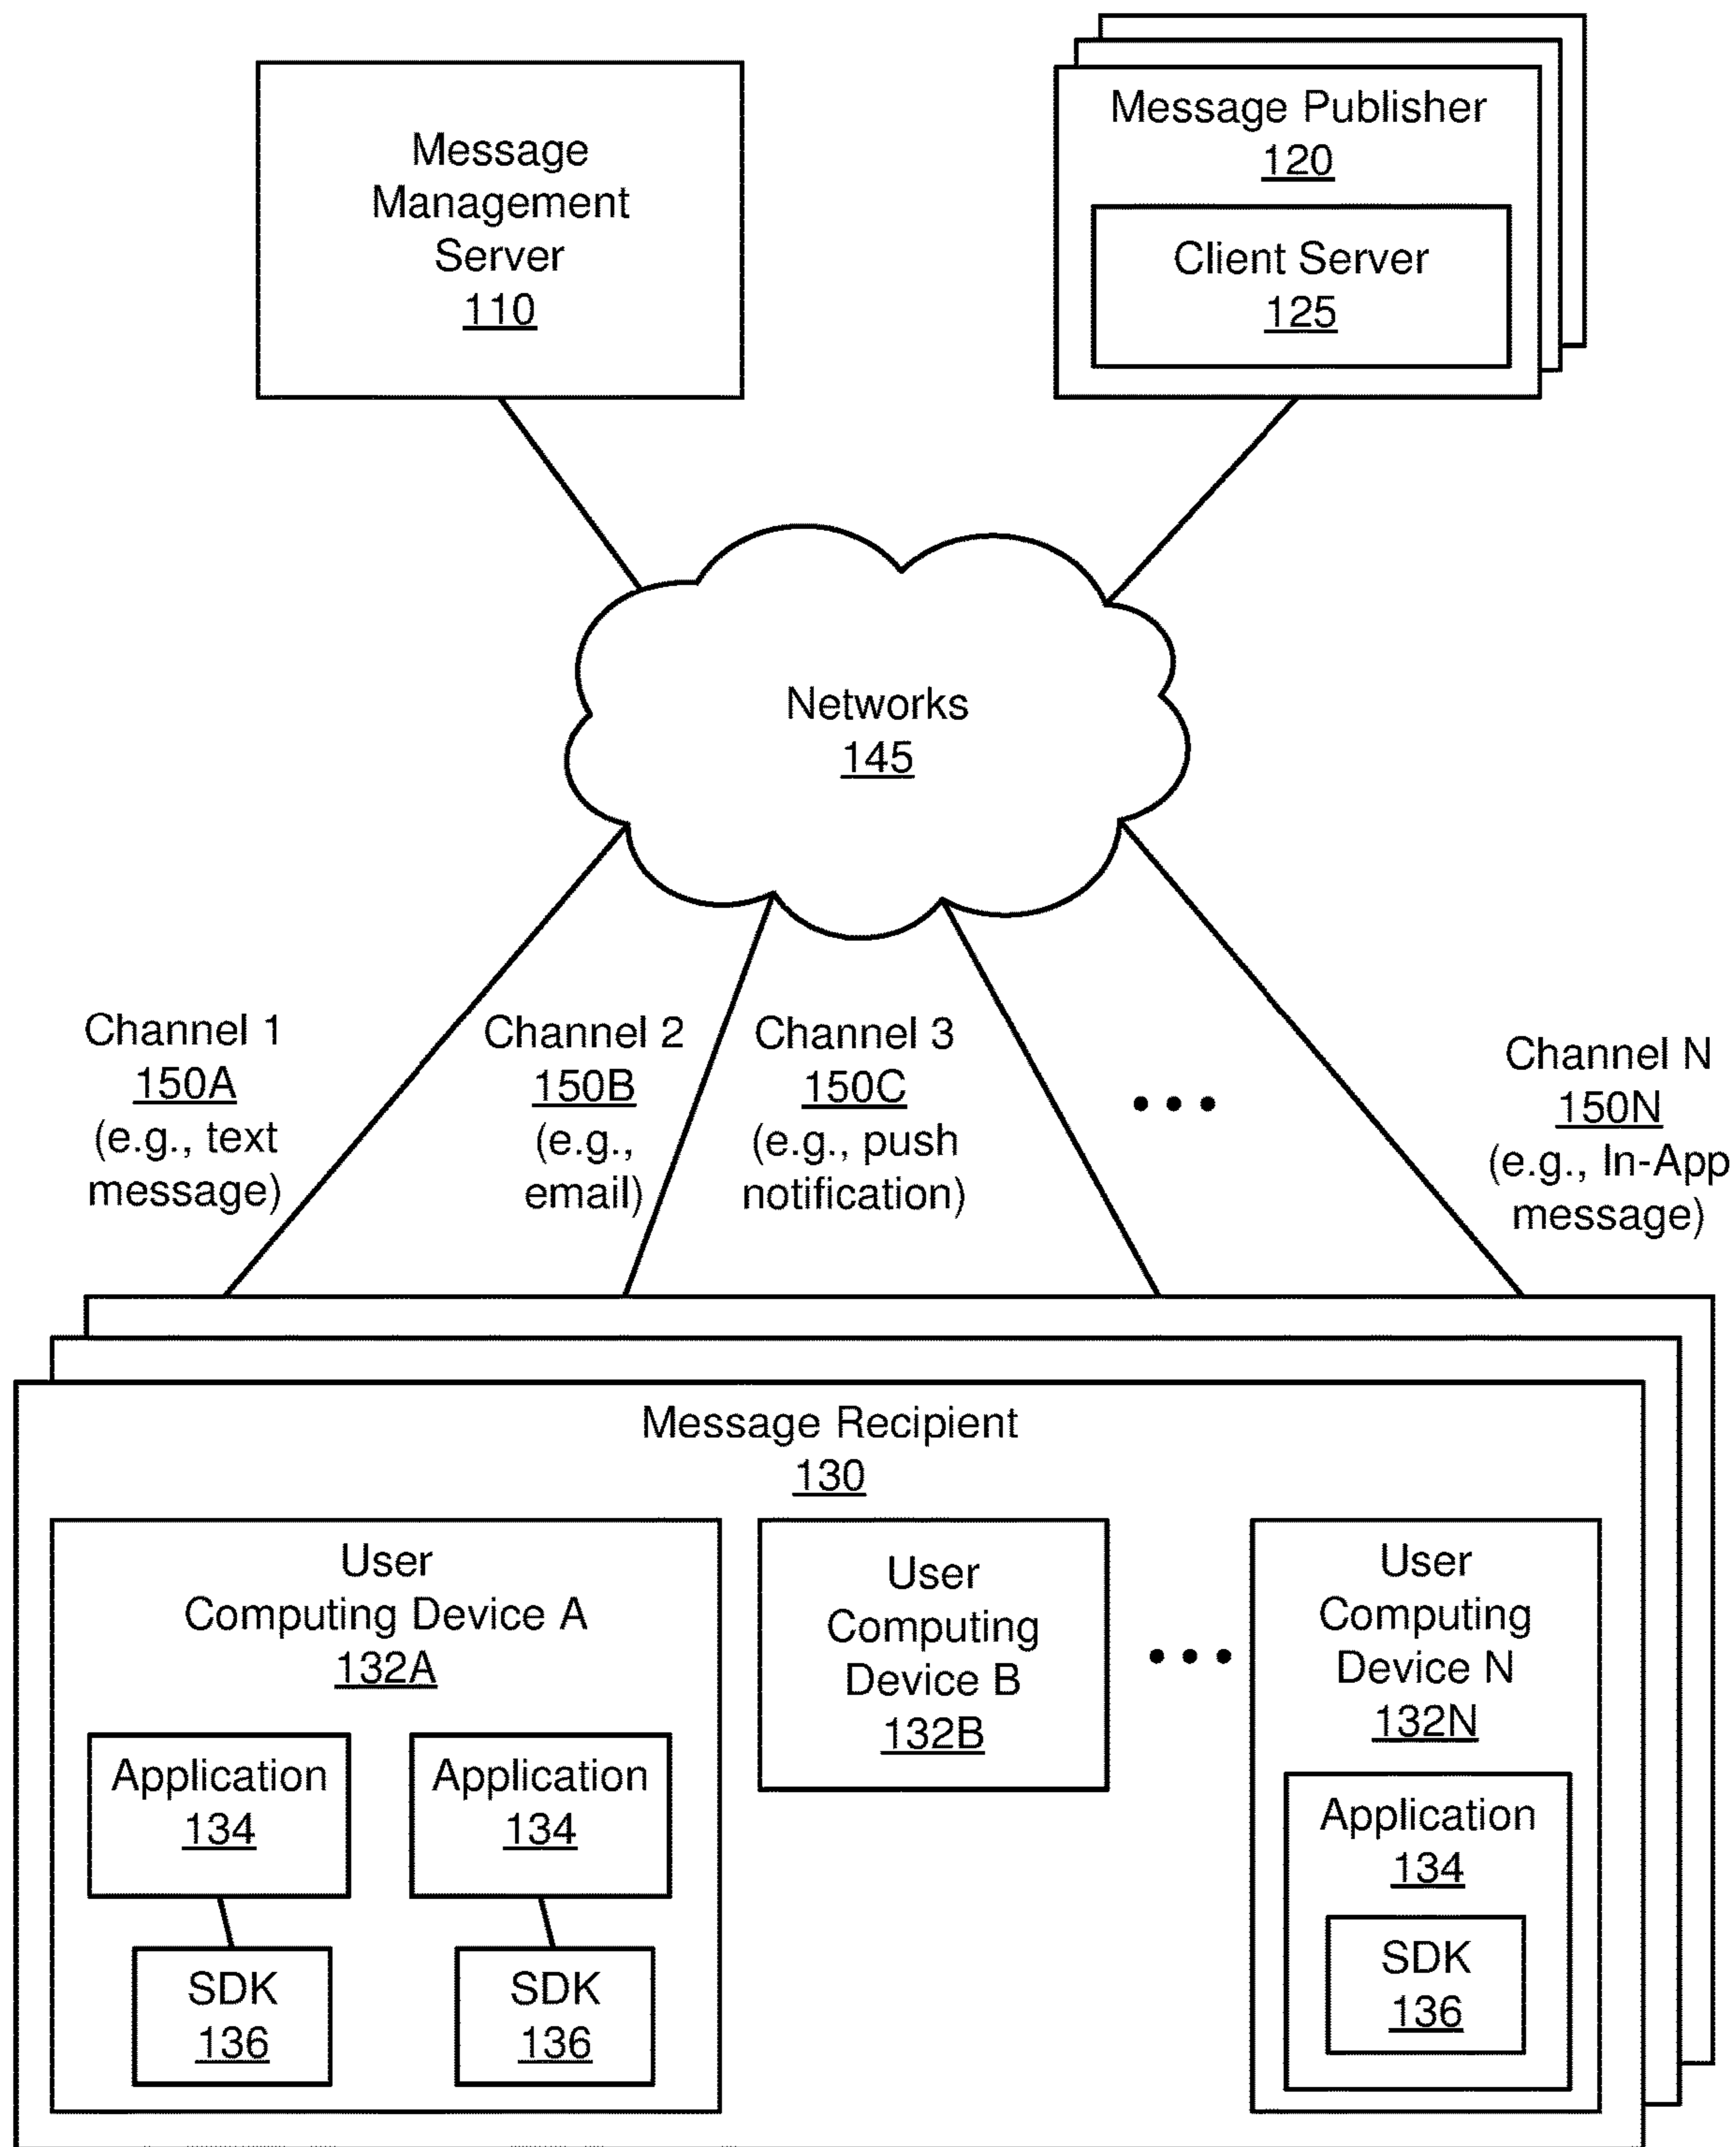 Message
Management
Server
110
Message Publisher
120
Client Server
125
Networks
145
Channel 1
150A
(e.g., text
message)
Channel 2
150B
(e.g.,
email)
Channel 3
150C
(e.g., push
notification)
•••
Channel N
150N
(e.g., In-App
message)
Message Recipient
130
User
Computing Device A
132A
Application
134
SDK
136
Application
134
SDK
136
User
Computing
Device B
132B
•••
User
Computing
Device N
132N
Application
134
SDK
136